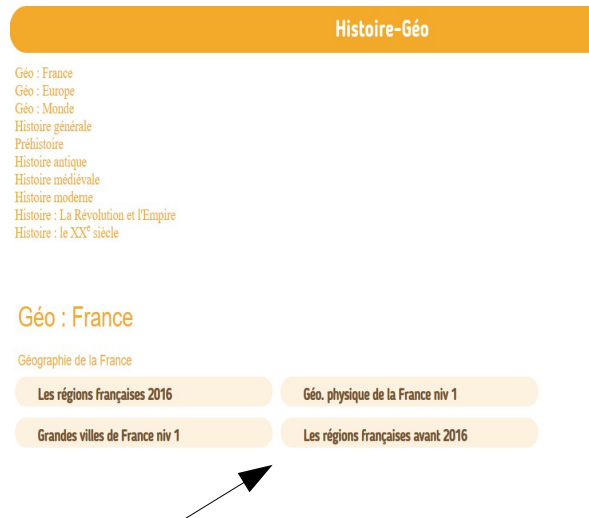 Histoire-Géo
Géo : France
Géo : Europe
Géo : Monde
Histoire générale
Préhistoire
Histoire antique
Histoire médiévale
Histoire moderne
Histoire : La Révolution et l'Empire
Histoire : le XXe siècle
Géo : France
Géographie de la France
Les régions françaises 2016
Géo. physique de la France niv 1
Grandes villes de France niv 1
Les régions françaises avant 2016